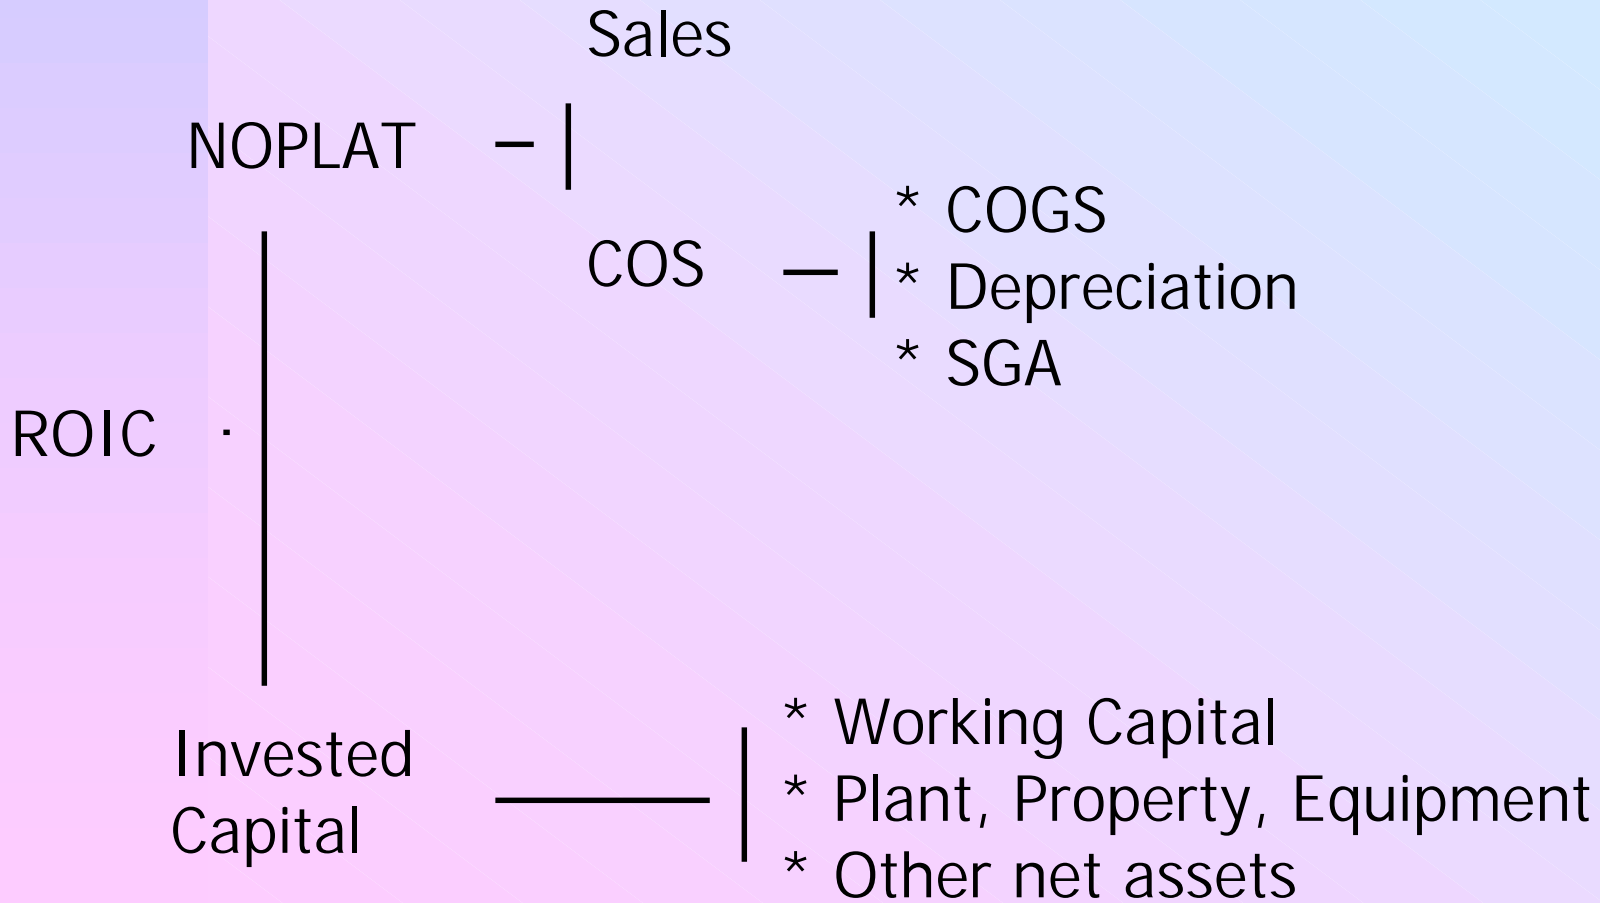 Sales
NOPLAT
COS
* COGS
* Depreciation
* SGA
ROIC
Invested
Capital
* Working Capital
* Plant, Property, Equipment
* Other net assets